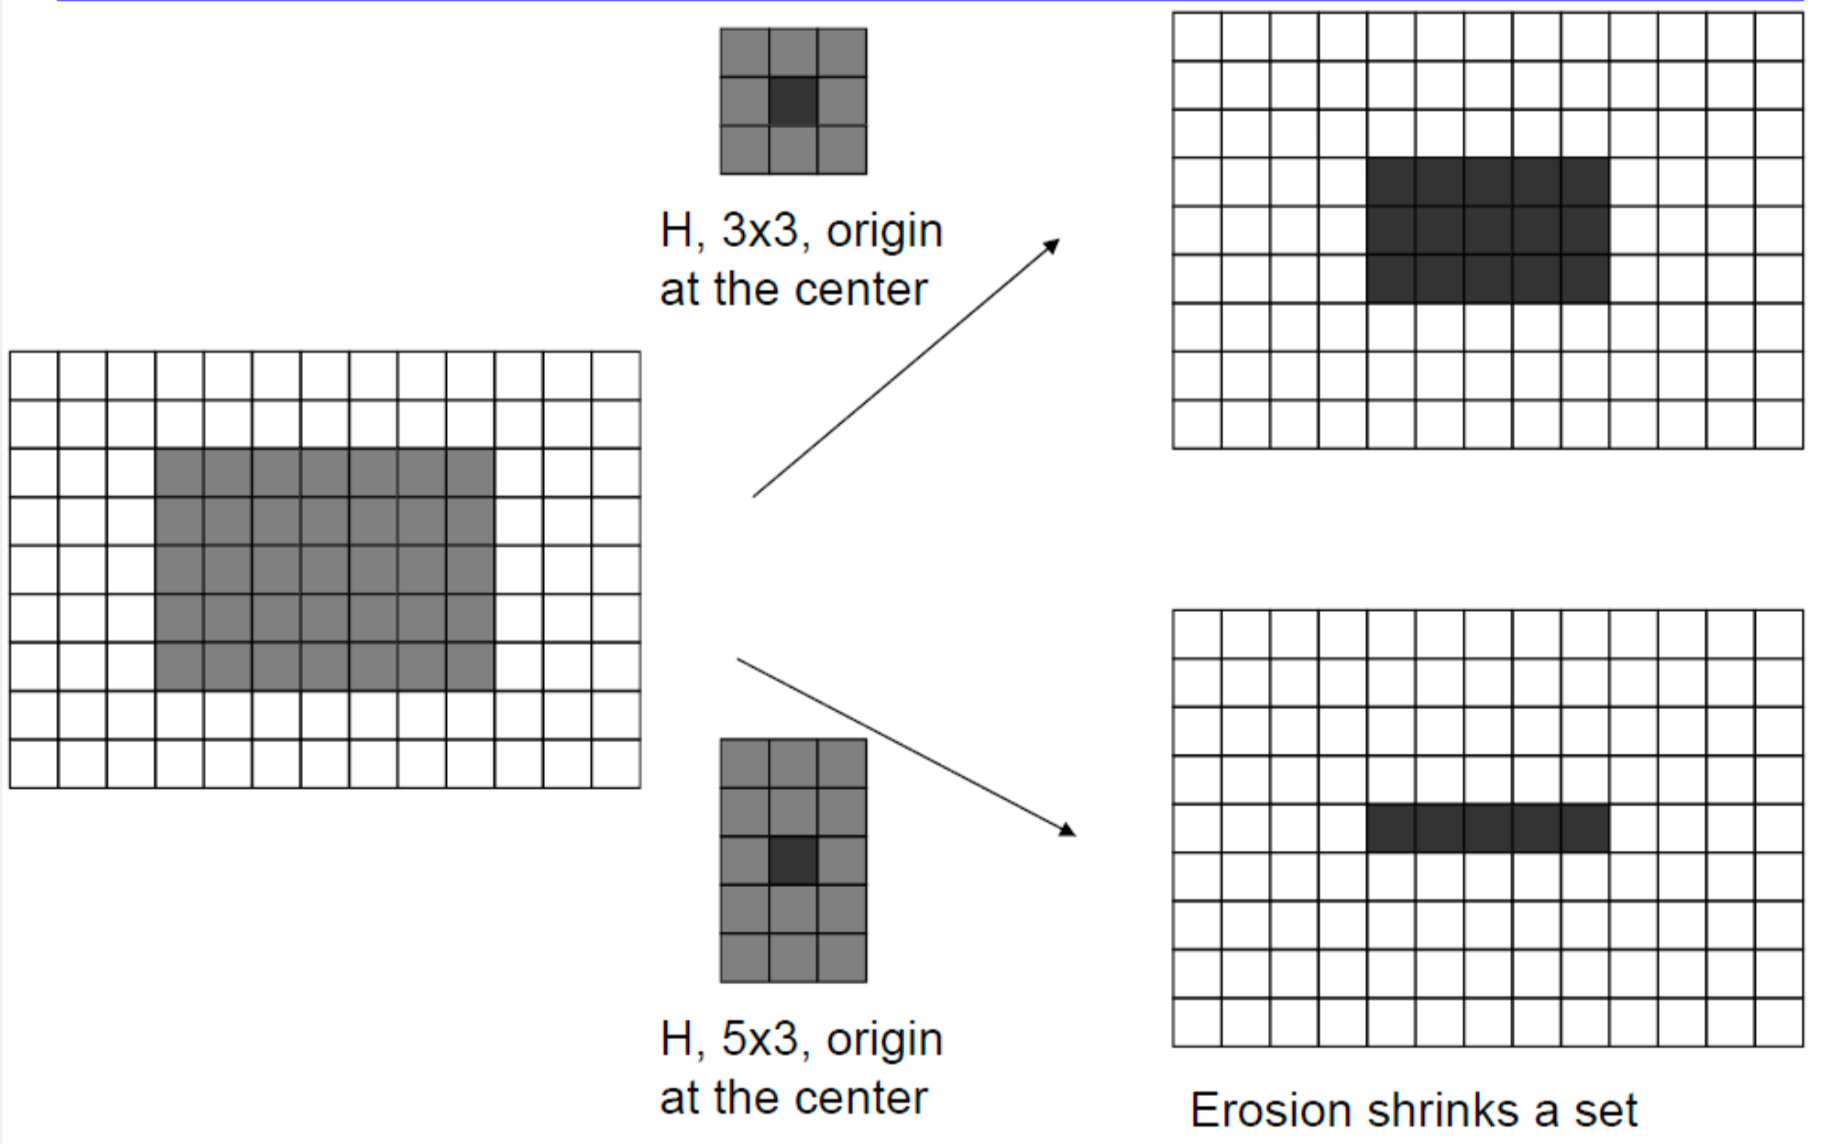 H, 3x3, origin
at the center
H, 5x3, origin
at the center
Erosion shrinks a set